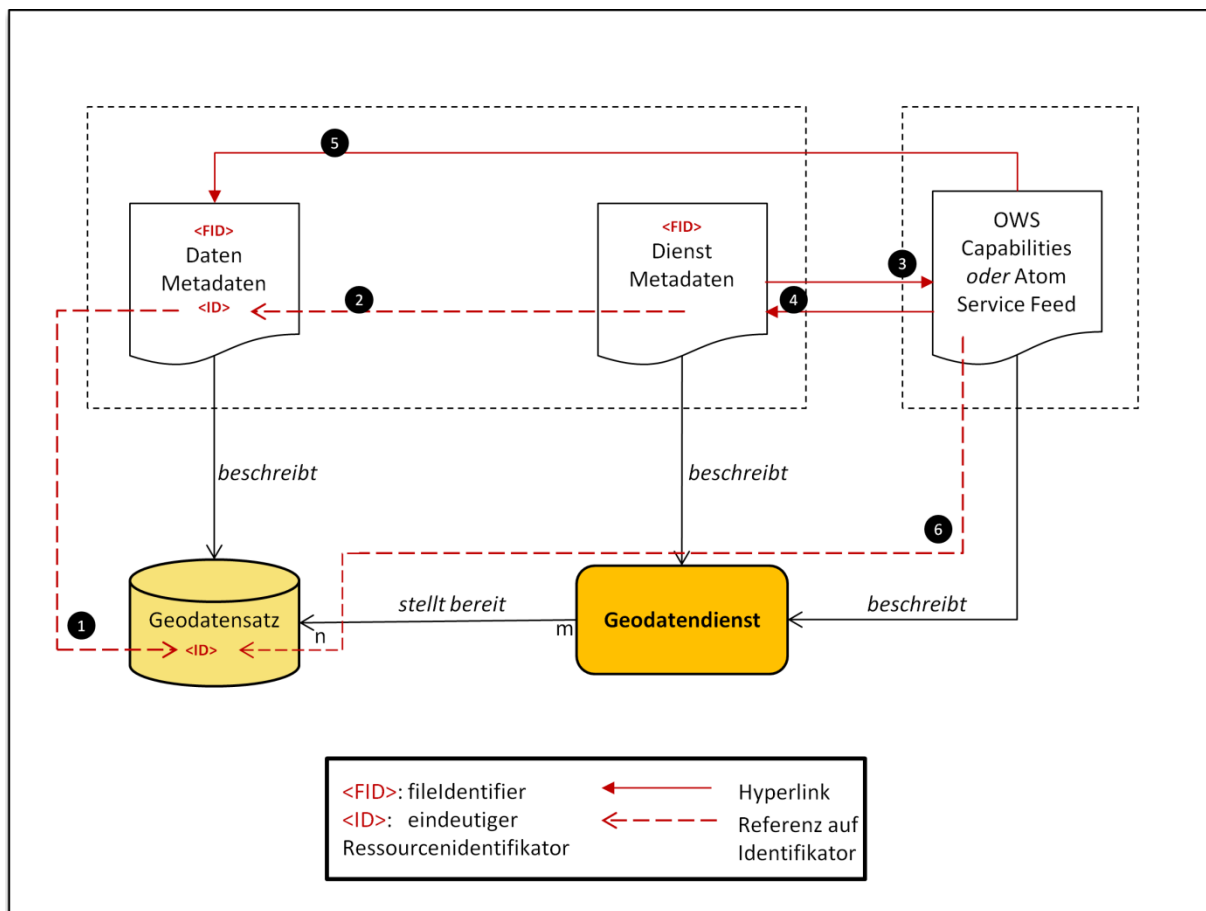 5
<FID>
Daten
Metadaten
<ID>
<FID>
Dienst
Metadaten
OWS
Capabilities
oder Atom
Service Feed
3
2
4
beschreibt
beschreibt
6
Geodatensatz
<ID>
1
n
stellt bereit
m
Geodatendienst
beschreibt
<FID>: fileIdentifier
<ID>: eindeutiger
Ressourcenidentifikator
Hyperlink
Referenz auf
Identifikator